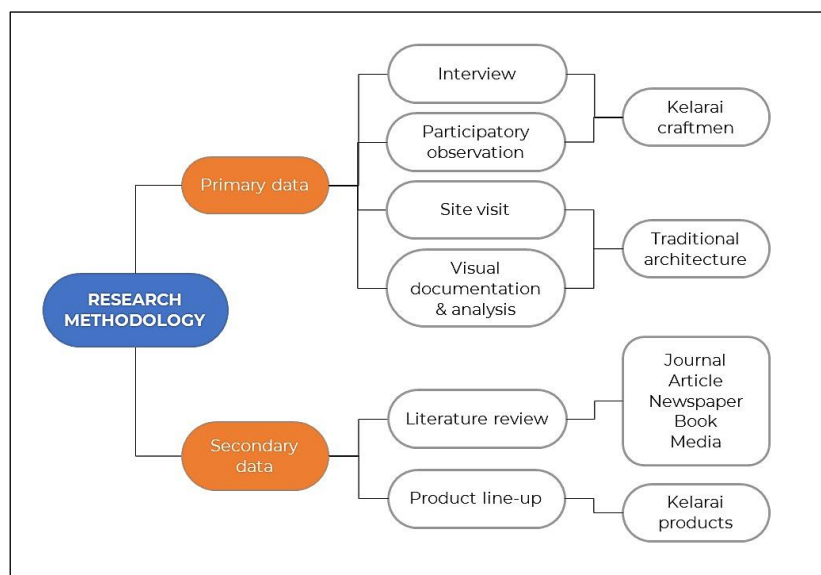 RESEARCH
METHODOLOGY
Primary data
Interview
Participatory
observation
Kelarai
craftmen
Site visit
Visual
documentation
& analysis
Traditional
architecture
Secondary
data
Literature review
Journal
Article
Newspaper
Book
Media
Product line-up
Kelarai
products